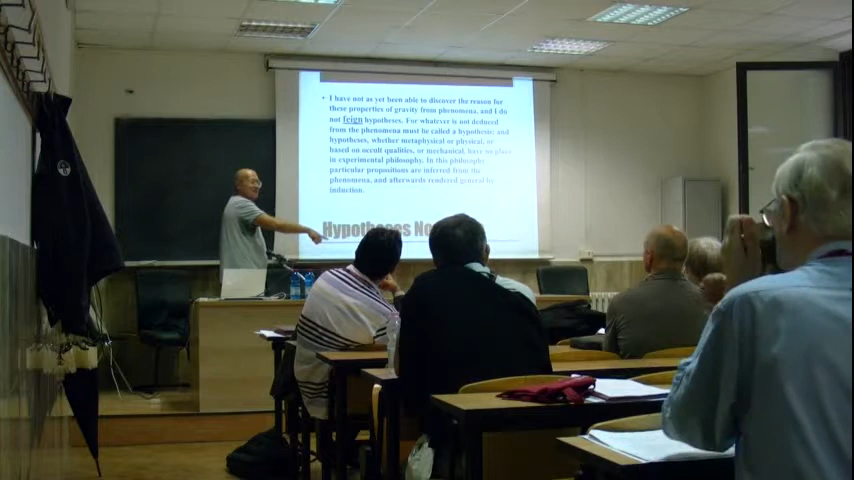 • I have not as yet been able to discover the reason for
these properties of gravity from phenomena, and I do
not feign hypotheses. For whatever is not deduced
from the phenomena must be called a hypothesis; and
hypotheses, whether metaphysical or physical, or
based on occult qualities, or mechanical, have no place
in experimental philosophy. In this philosophy
particular propositions are inferred from the
phenomena, and afterwards rendered general by
induction.
Hypotheses No